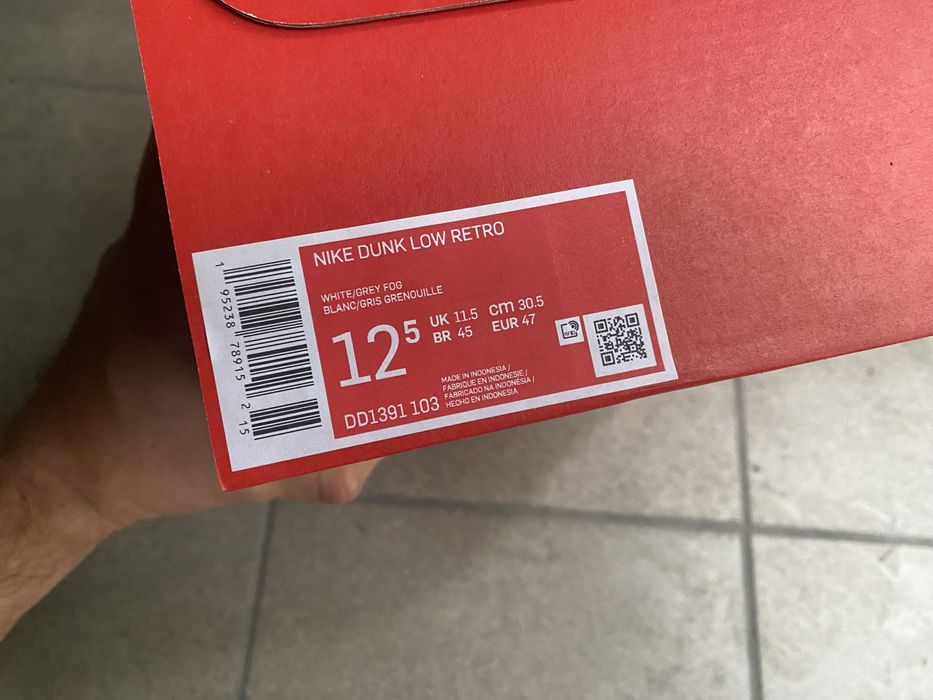 NIKE DUNK LOW RETRO
WHITE/GREY FOG
BLANC/GRIS GRENOUILLE
12⁵
UK 11.5 cm 30.5
BR 45 EUR 47
MADE IN INDONESIA /
FABRIQUE EN INDONESIE /
FABRICADO NA INDONÉSIA /
HECHO EN INDONESIA
DD1391 103
1 95238 78915 2 15